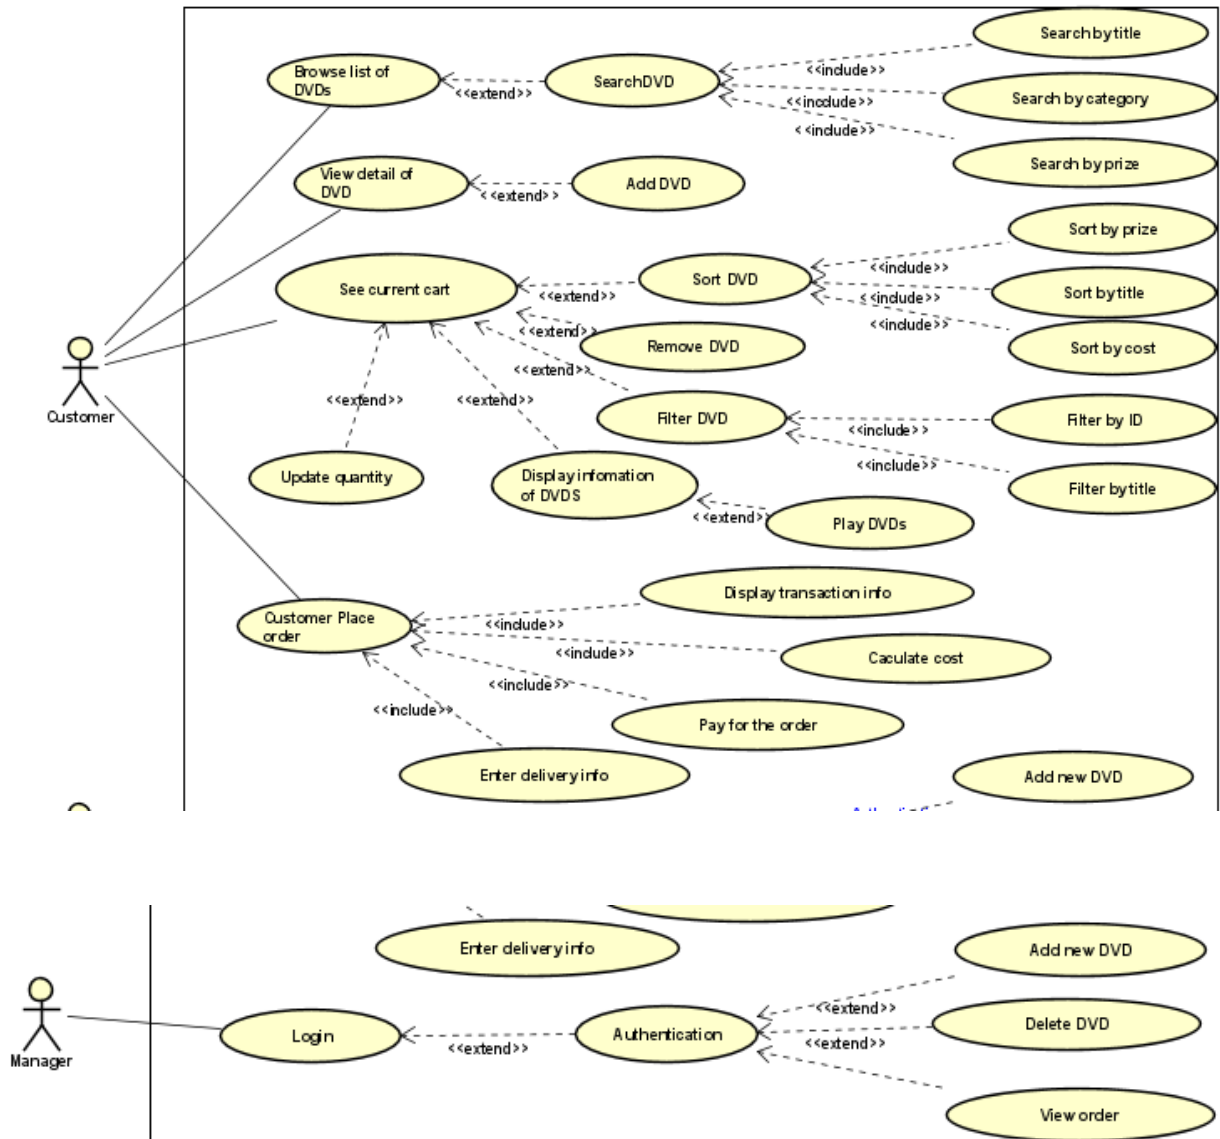 Search by title
Browse list of
DVDs
<<extend>>
SearchDVD
<<include>>
Search by category
<<include>>
<<include>>
Search by prize
View detail of
DVD
<<extend>>
Add DVD
Sort by prize
See current cart
<<extend>>
Sort DVD
<<include>>
Sort by title
<<include>>
<<include>>
<<extend>>
Remove DVD
Sort by cost
<<extend>>
Customer
<<extend>>
<<extend>>
Filter DVD
<<include>>
Filter by ID
<<include>>
Update quantity
Display infomation
of DVDS
Filter by title
<<extend>>
Play DVDs
Display transaction info
Customer Place
order
<<include>>
<<include>>
Caculate cost
<<include>>
<<include>>
Pay for the order
Enter delivery info
Add new DVD
Enter delivery info
Add new DVD
<<extend>>
Manager
Login
<<extend>>
Authentication
Delete DVD
<<extend>>
View order